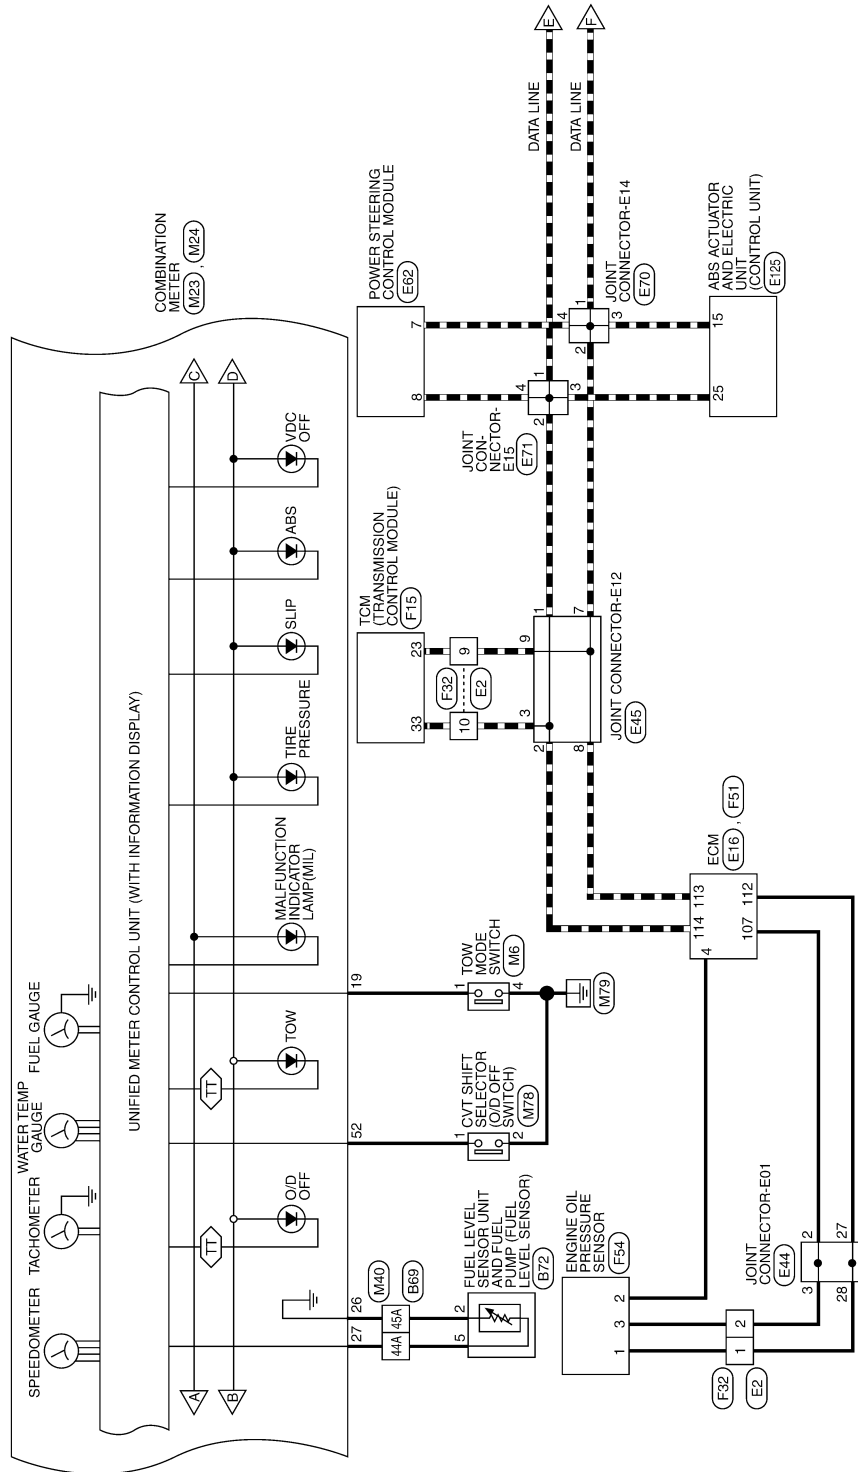 SPEEDOMETER
TACHOMETER
WATER TEMP
GAUGE
FUEL GAUGE
UNIFIED METER CONTROL UNIT (WITH INFORMATION DISPLAY)
COMBINATION
METER
M23 , M24
A
C
B
D
TT
O/D
OFF
TT
TOW
MALFUNCTION
INDICATOR
LAMP(MIL)
TIRE
PRESSURE
SLIP
ABS
VDC
OFF
27
26
52
19
M40
44A
45A
B69
5
2
FUEL LEVEL
SENSOR UNIT
AND FUEL
PUMP (FUEL
LEVEL SENSOR)
B72
1
2
CVT SHIFT
SELECTOR
(O/D OFF
SWITCH)
M78
1
4
TOW
MODE
SWITCH
M6
M79
TCM
(TRANSMISSION
CONTROL MODULE)
F15
33
23
F32
10
9
E2
3
9
2
1
8
7
JOINT CONNECTOR-E12
E45
POWER STEERING
CONTROL MODULE
E62
8
7
JOINT
CON-
NECTOR-
E15
E71
4
2
1
3
4
2
1
3
JOINT
CONNECTOR-E14
E70
DATA LINE
E
DATA LINE
F
25
15
ABS ACTUATOR
AND ELECTRIC
UNIT
(CONTROL UNIT)
E125
ENGINE OIL
PRESSURE
SENSOR
F54
1
3
2
F32
1
2
E2
JOINT
CONNECTOR-E01
E44
3
2
28
27
ECM
E16 , F51
4
114
113
107
112